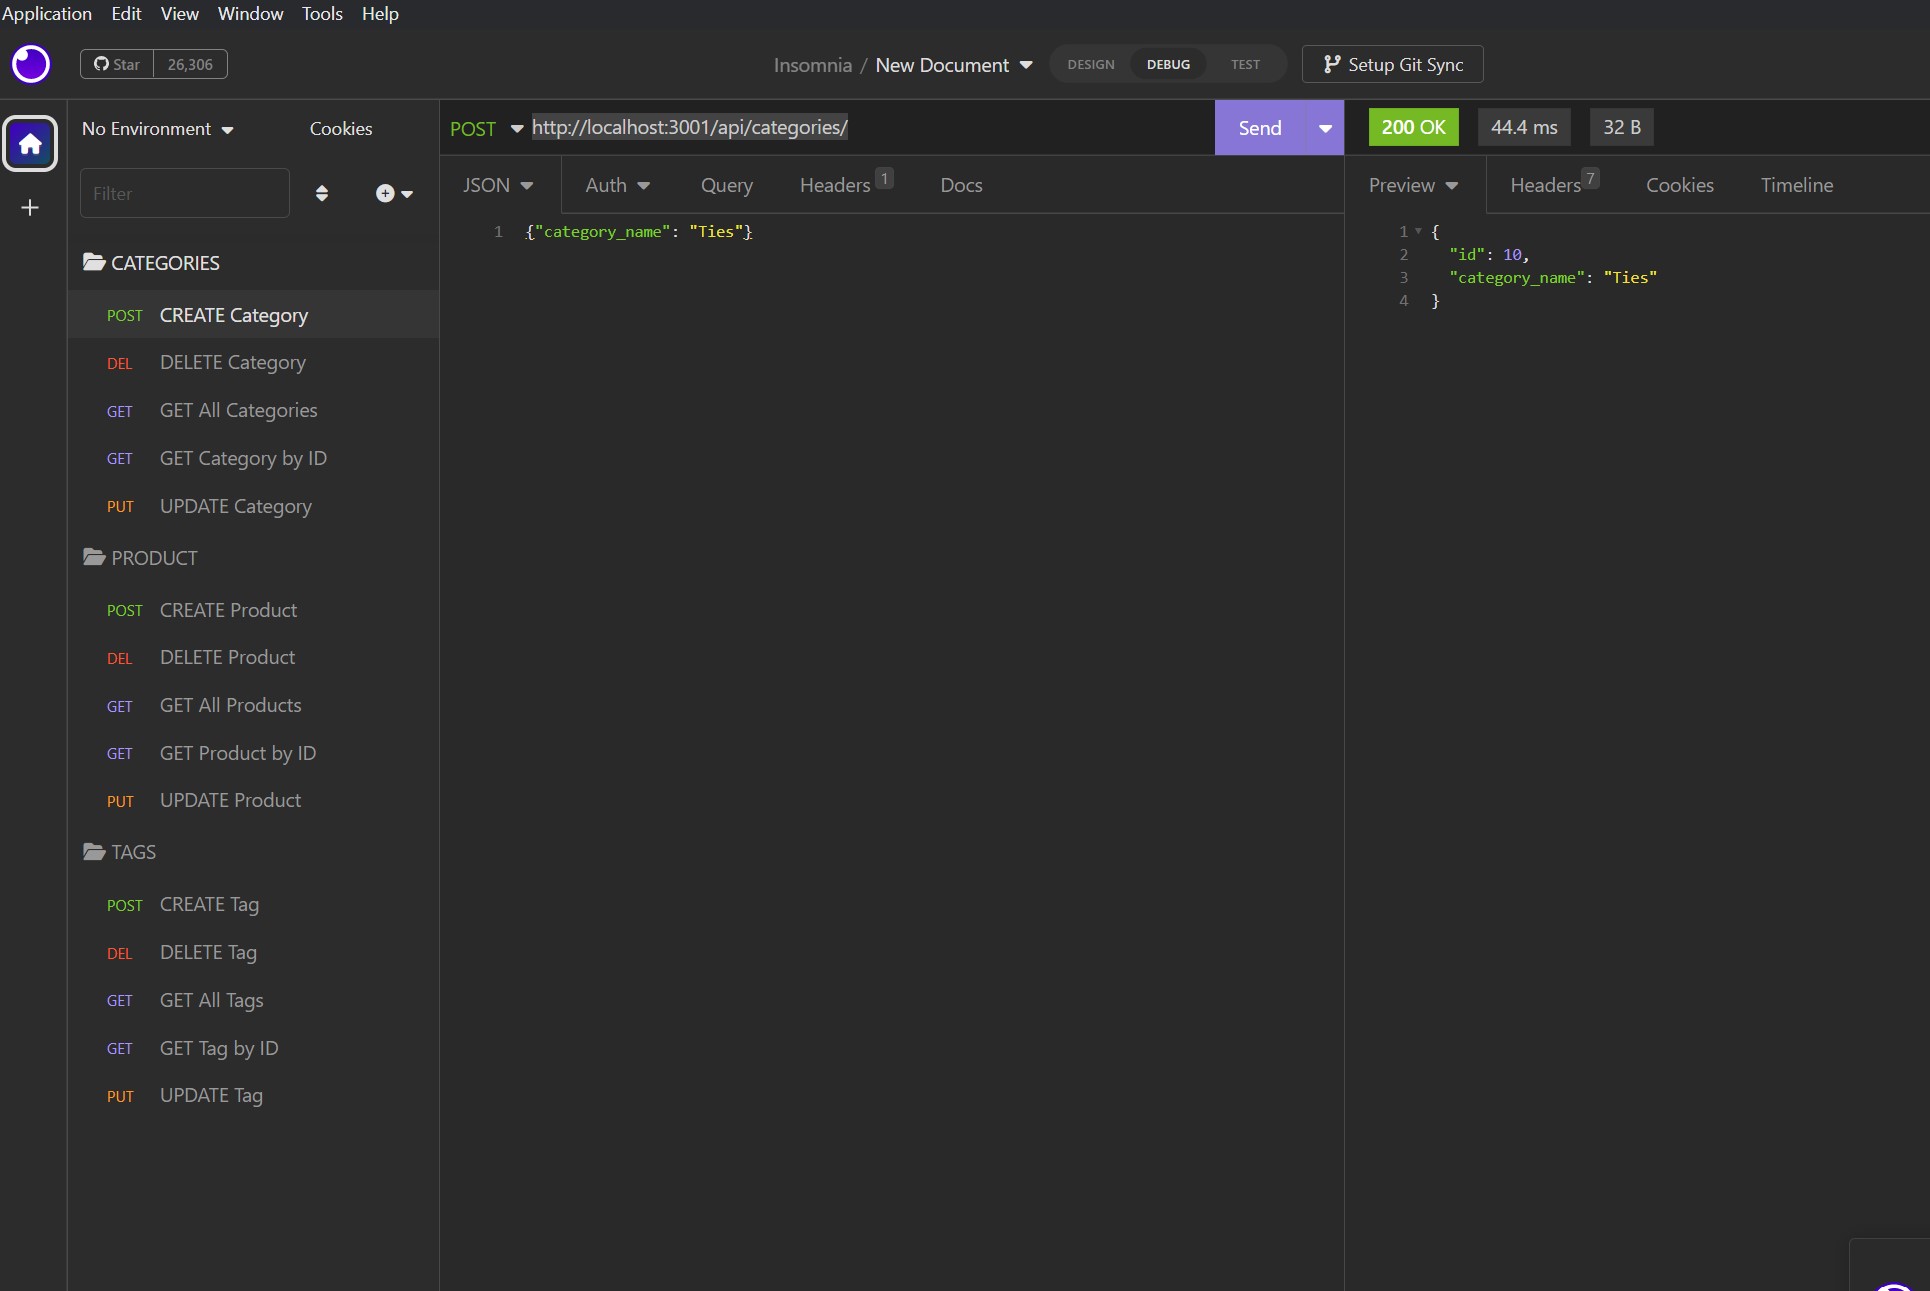 Application Edit View Window Tools Help
Star 26,306
Insomnia / New Document
DESIGN DEBUG TEST
Setup Git Sync
No Environment
Cookies
Filter
CATEGORIES
POST CREATE Category
DEL DELETE Category
GET GET All Categories
GET GET Category by ID
PUT UPDATE Category
PRODUCT
POST CREATE Product
DEL DELETE Product
GET GET All Products
GET GET Product by ID
PUT UPDATE Product
TAGS
POST CREATE Tag
DEL DELETE Tag
GET GET All Tags
GET GET Tag by ID
PUT UPDATE Tag
POST http://localhost:3001/api/categories/
Send
JSON Auth Query Headers 1 Docs
1 {"category_name": "Ties"}
200 OK 44.4 ms 32 B
Preview Headers 7 Cookies Timeline
1 {
2 "id": 10,
3 "category_name": "Ties"
4 }